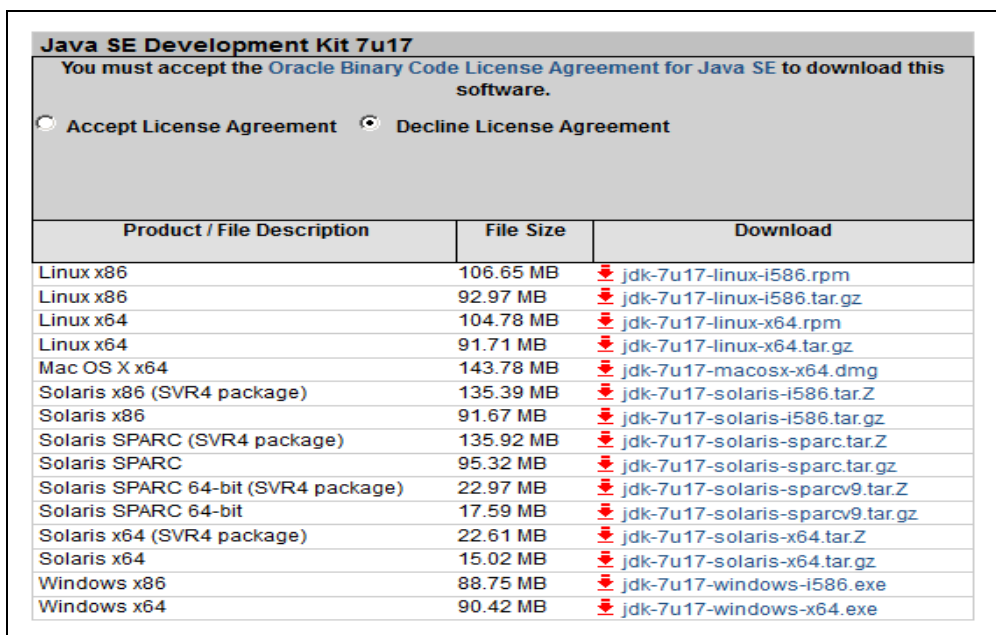 Java SE Development Kit 7u17
You must accept the Oracle Binary Code License Agreement for Java SE to download this
software.
Accept License Agreement Decline License Agreement
Product / File Description File Size Download
Linux x86 106.65 MB jdk-7u17-linux-i586.rpm
Linux x86 92.97 MB jdk-7u17-linux-i586.tar.gz
Linux x64 104.78 MB jdk-7u17-linux-x64.rpm
Linux x64 91.71 MB jdk-7u17-linux-x64.tar.gz
Mac OS X x64 143.78 MB jdk-7u17-macosx-x64.dmg
Solaris x86 (SVR4 package) 135.39 MB jdk-7u17-solaris-i586.tar.Z
Solaris x86 91.67 MB jdk-7u17-solaris-i586.tar.gz
Solaris SPARC (SVR4 package) 135.92 MB jdk-7u17-solaris-sparc.tar.Z
Solaris SPARC 95.32 MB jdk-7u17-solaris-sparc.tar.gz
Solaris SPARC 64-bit (SVR4 package) 22.97 MB jdk-7u17-solaris-sparcv9.tar.Z
Solaris SPARC 64-bit 17.59 MB jdk-7u17-solaris-sparcv9.tar.gz
Solaris x64 (SVR4 package) 22.61 MB jdk-7u17-solaris-x64.tar.Z
Solaris x64 15.02 MB jdk-7u17-solaris-x64.tar.gz
Windows x86 88.75 MB jdk-7u17-windows-i586.exe
Windows x64 90.42 MB jdk-7u17-windows-x64.exe